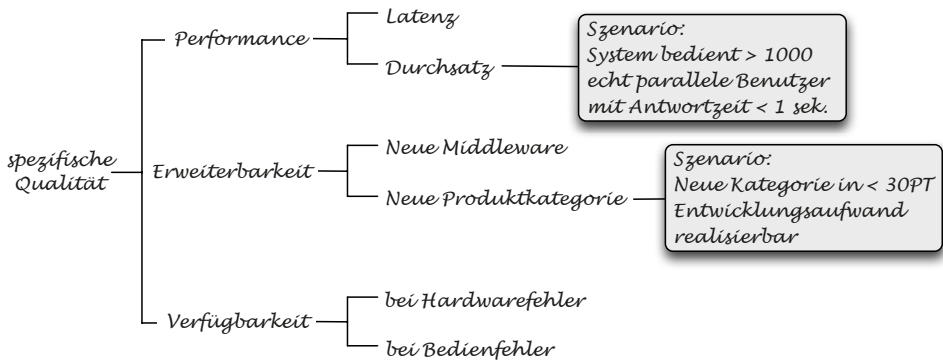 Latenz
Performance
Durchsatz
Szenario:
System bedient > 1000
echt parallele Benutzer
mit Antwortzeit < 1 sek.
spezifische
Qualität
Erweiterbarkeit
Neue Middleware
Neue Produktkategorie
Szenario:
Neue Kategorie in < 30PT
Entwicklungsaufwand
realisierbar
Verfügbarkeit
bei Hardwarefehler
bei Bedienfehler